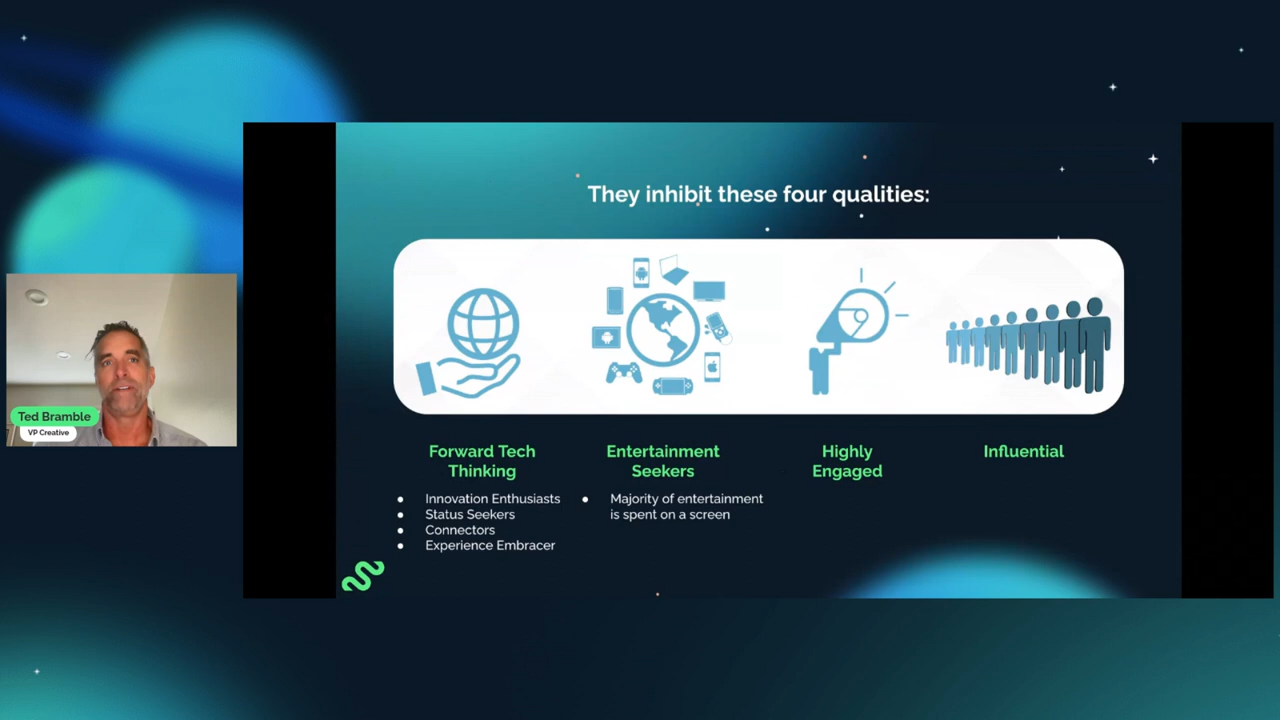 They inhibit these four qualities:
Ted Bramble
VP Creative
Forward Tech
Thinking
Innovation Enthusiasts
Status Seekers
Connectors
Experience Embracer
Entertainment
Seekers
Majority of entertainment
is spent on a screen
Highly
Engaged
Influential